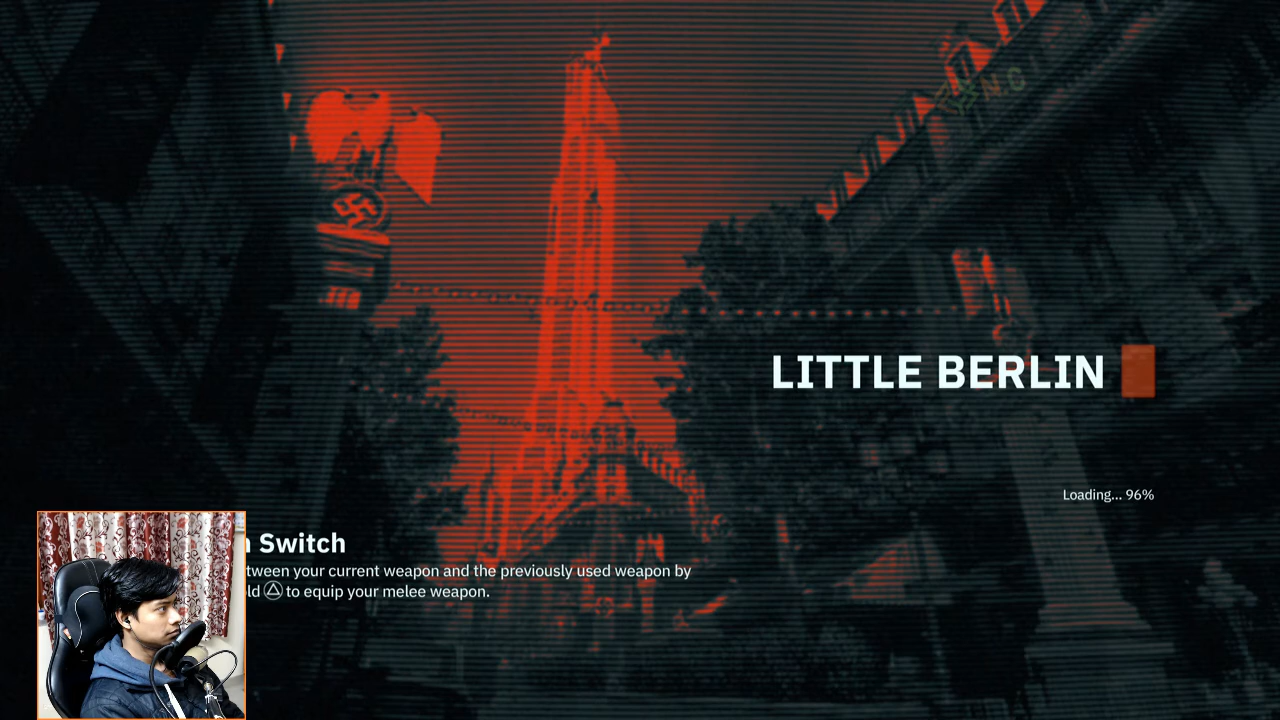 LITTLE BERLIN
Loading... 96%
Switch
tween your current weapon and the previously used weapon by
ld △ to equip your melee weapon.